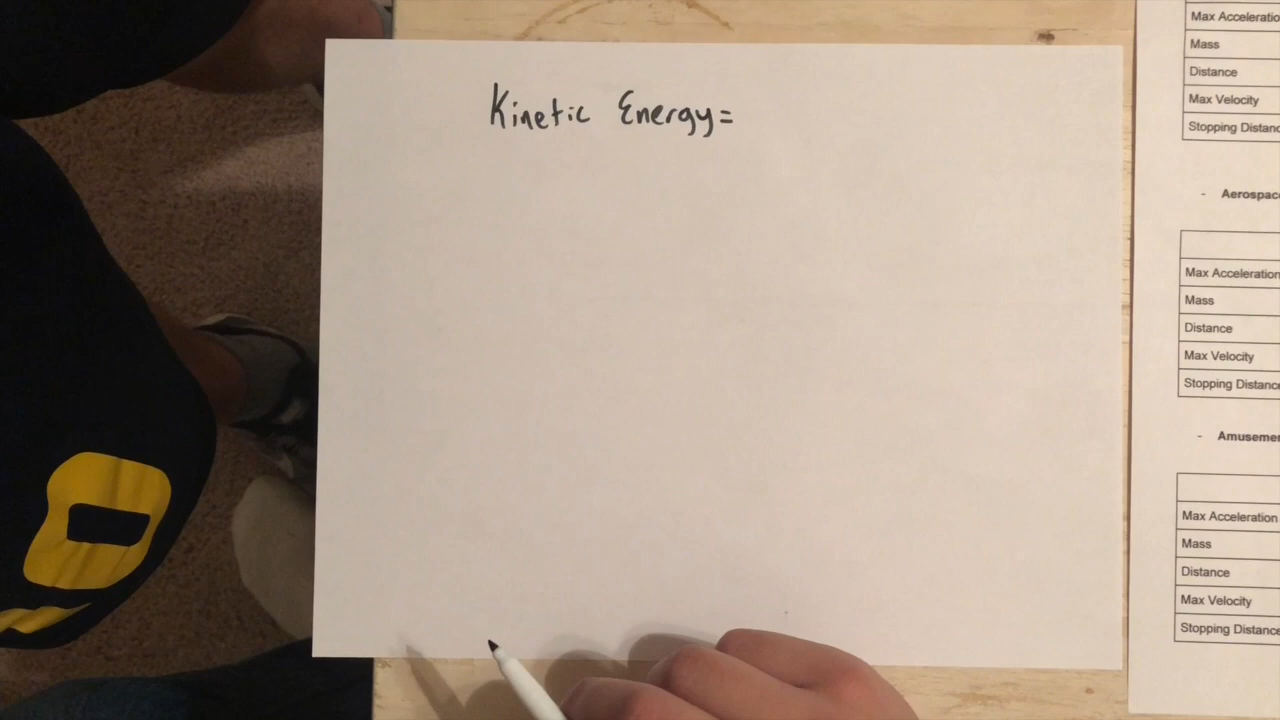 Kinetic Energy=
Max Acceleratio
Mass
Distance
Max Velocity
Stopping Distanc
- Aerospac
Max Acceleration
Mass
Distance
Max Velocity
Stopping Distance
- Amusemen
Max Acceleration
Mass
Distance
Max Velocity
Stopping Distance